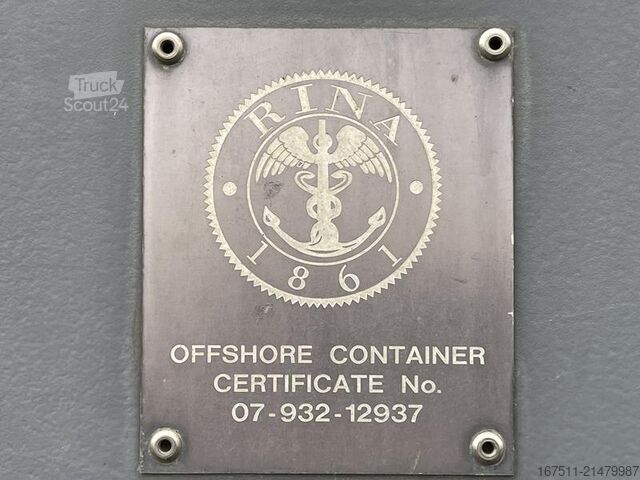 Truck
Scout24
RINA
1861
OFFSHORE CONTAINER
CERTIFICATE No.
07-932-12937
167511-21479987